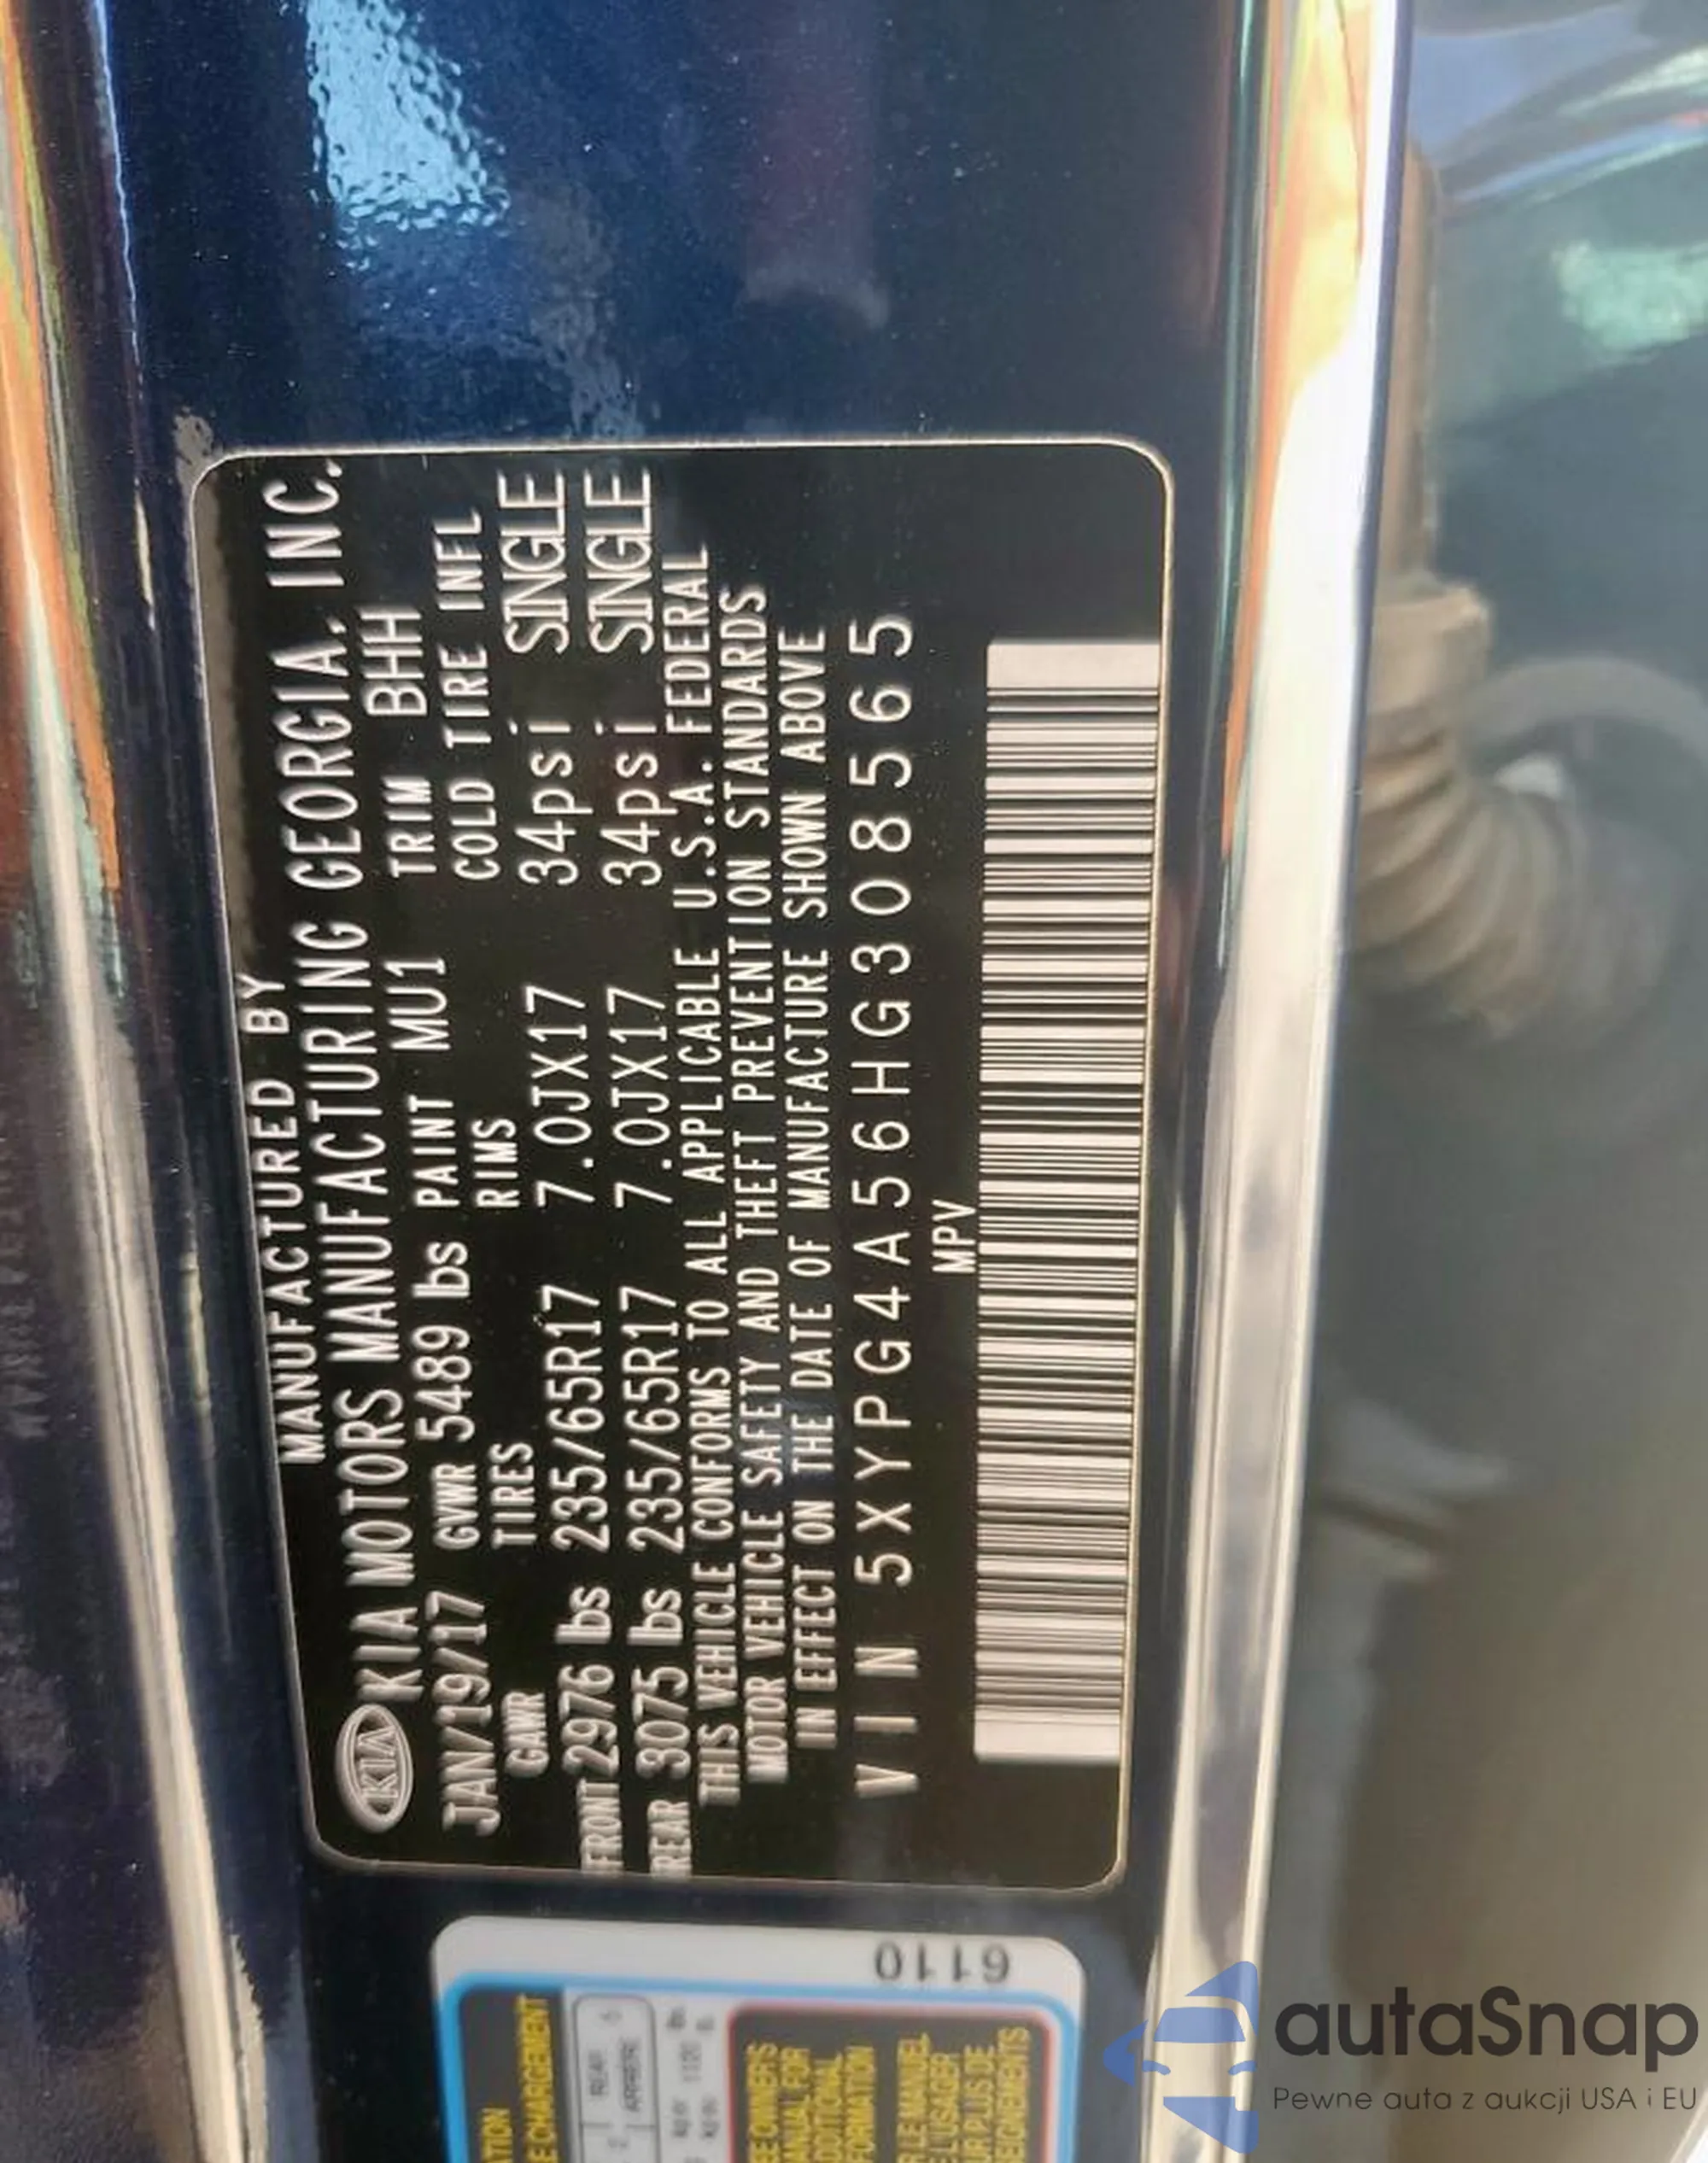 MANUFACTURED BY
KIA KIA MOTORS MANUFACTURING GEORGIA, INC.
JAN/19/17 GVWR 5489 lbs PAINT MU1 TRIM BHH
GAWR TIRES RIMS COLD TIRE INFL
FRONT 2976 lbs 235/65R17 7.0JX17 34psi SINGLE
REAR 3075 lbs 235/65R17 7.0JX17 34psi SINGLE
THIS VEHICLE CONFORMS TO ALL APPLICABLE U.S.A. FEDERAL
MOTOR VEHICLE SAFETY AND THEFT PREVENTION STANDARDS
IN EFFECT ON THE DATE OF MANUFACTURE SHOWN ABOVE
VIN 5XYPG4A56HG308565
MPV
6110
REAR
ARRIÈRE
autaSnap
Pewne auta z aukcji USA i EU